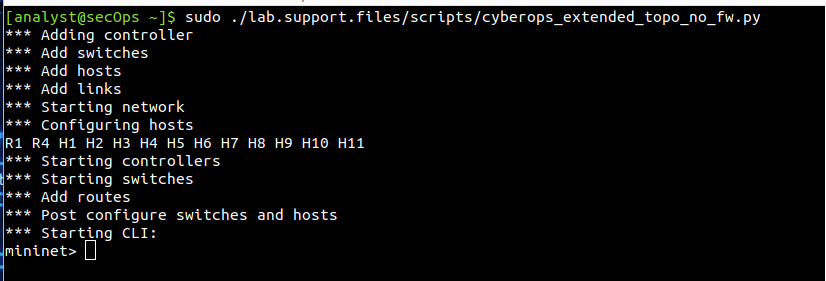 [analyst@secOps ~]$ sudo ./lab.support.files/scripts/cyberops_extended_topo_no_fw.py
*** Adding controller
*** Add switches
*** Add hosts
*** Add links
*** Starting network
*** Configuring hosts
R1 R4 H1 H2 H3 H4 H5 H6 H7 H8 H9 H10 H11
*** Starting controllers
*** Starting switches
*** Add routes
*** Post configure switches and hosts
*** Starting CLI:
mininet>